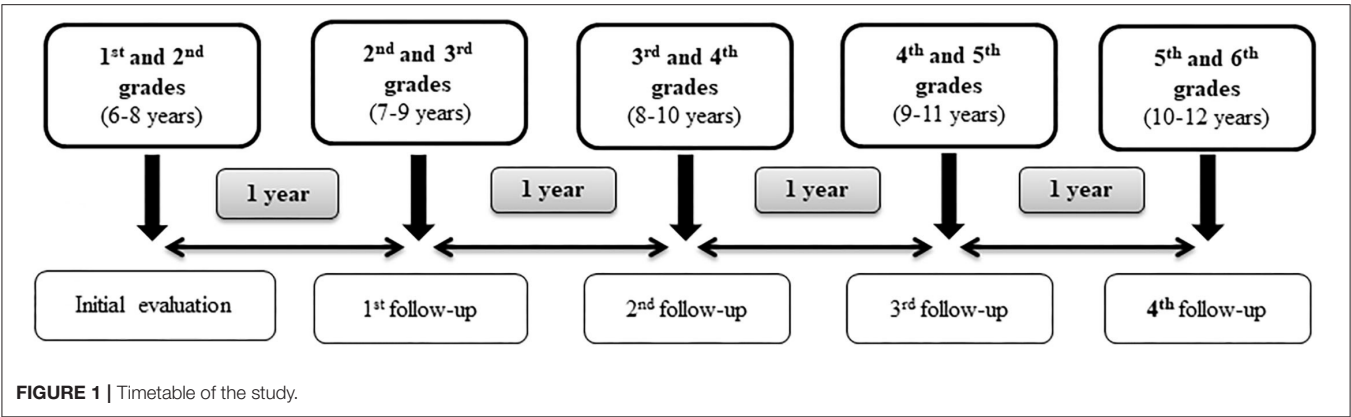 1st and 2nd
grades
(6-8 years)
2nd and 3rd
grades
(7-9 years)
3rd and 4th
grades
(8-10 years)
4th and 5th
grades
(9-11 years)
5th and 6th
grades
(10-12 years)
1 year
1 year
1 year
1 year
Initial evaluation
1st follow-up
2nd follow-up
3rd follow-up
4th follow-up
FIGURE 1 | Timetable of the study.